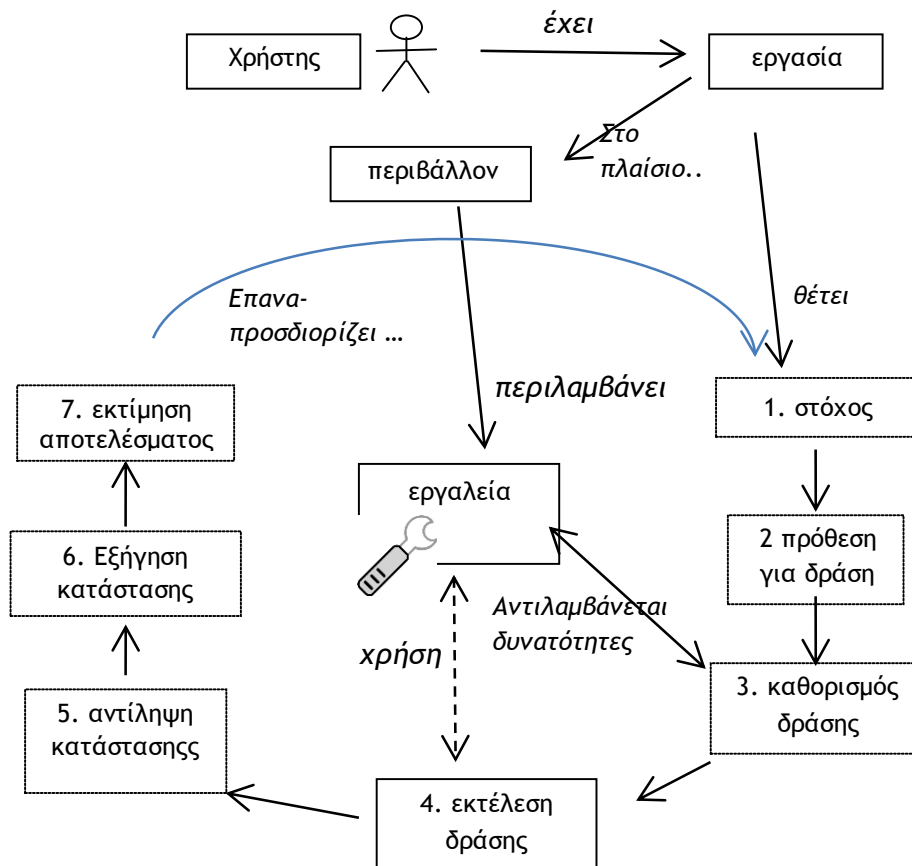 έχει
Χρήστης
εργασία
Στο
πλαίσιο..
περιβάλλον
Επανα-
προσδιορίζει ...
θέτει
περιλαμβάνει
7. εκτίμηση
αποτελέσματος
1. στόχος
εργαλεία
2 πρόθεση
για δράση
6. Εξήγηση
κατάστασης
Αντιλαμβάνεται
δυνατότητες
χρήση
3. καθορισμός
δράσης
5. αντίληψη
κατάστασηςς
4. εκτέλεση
δράσης